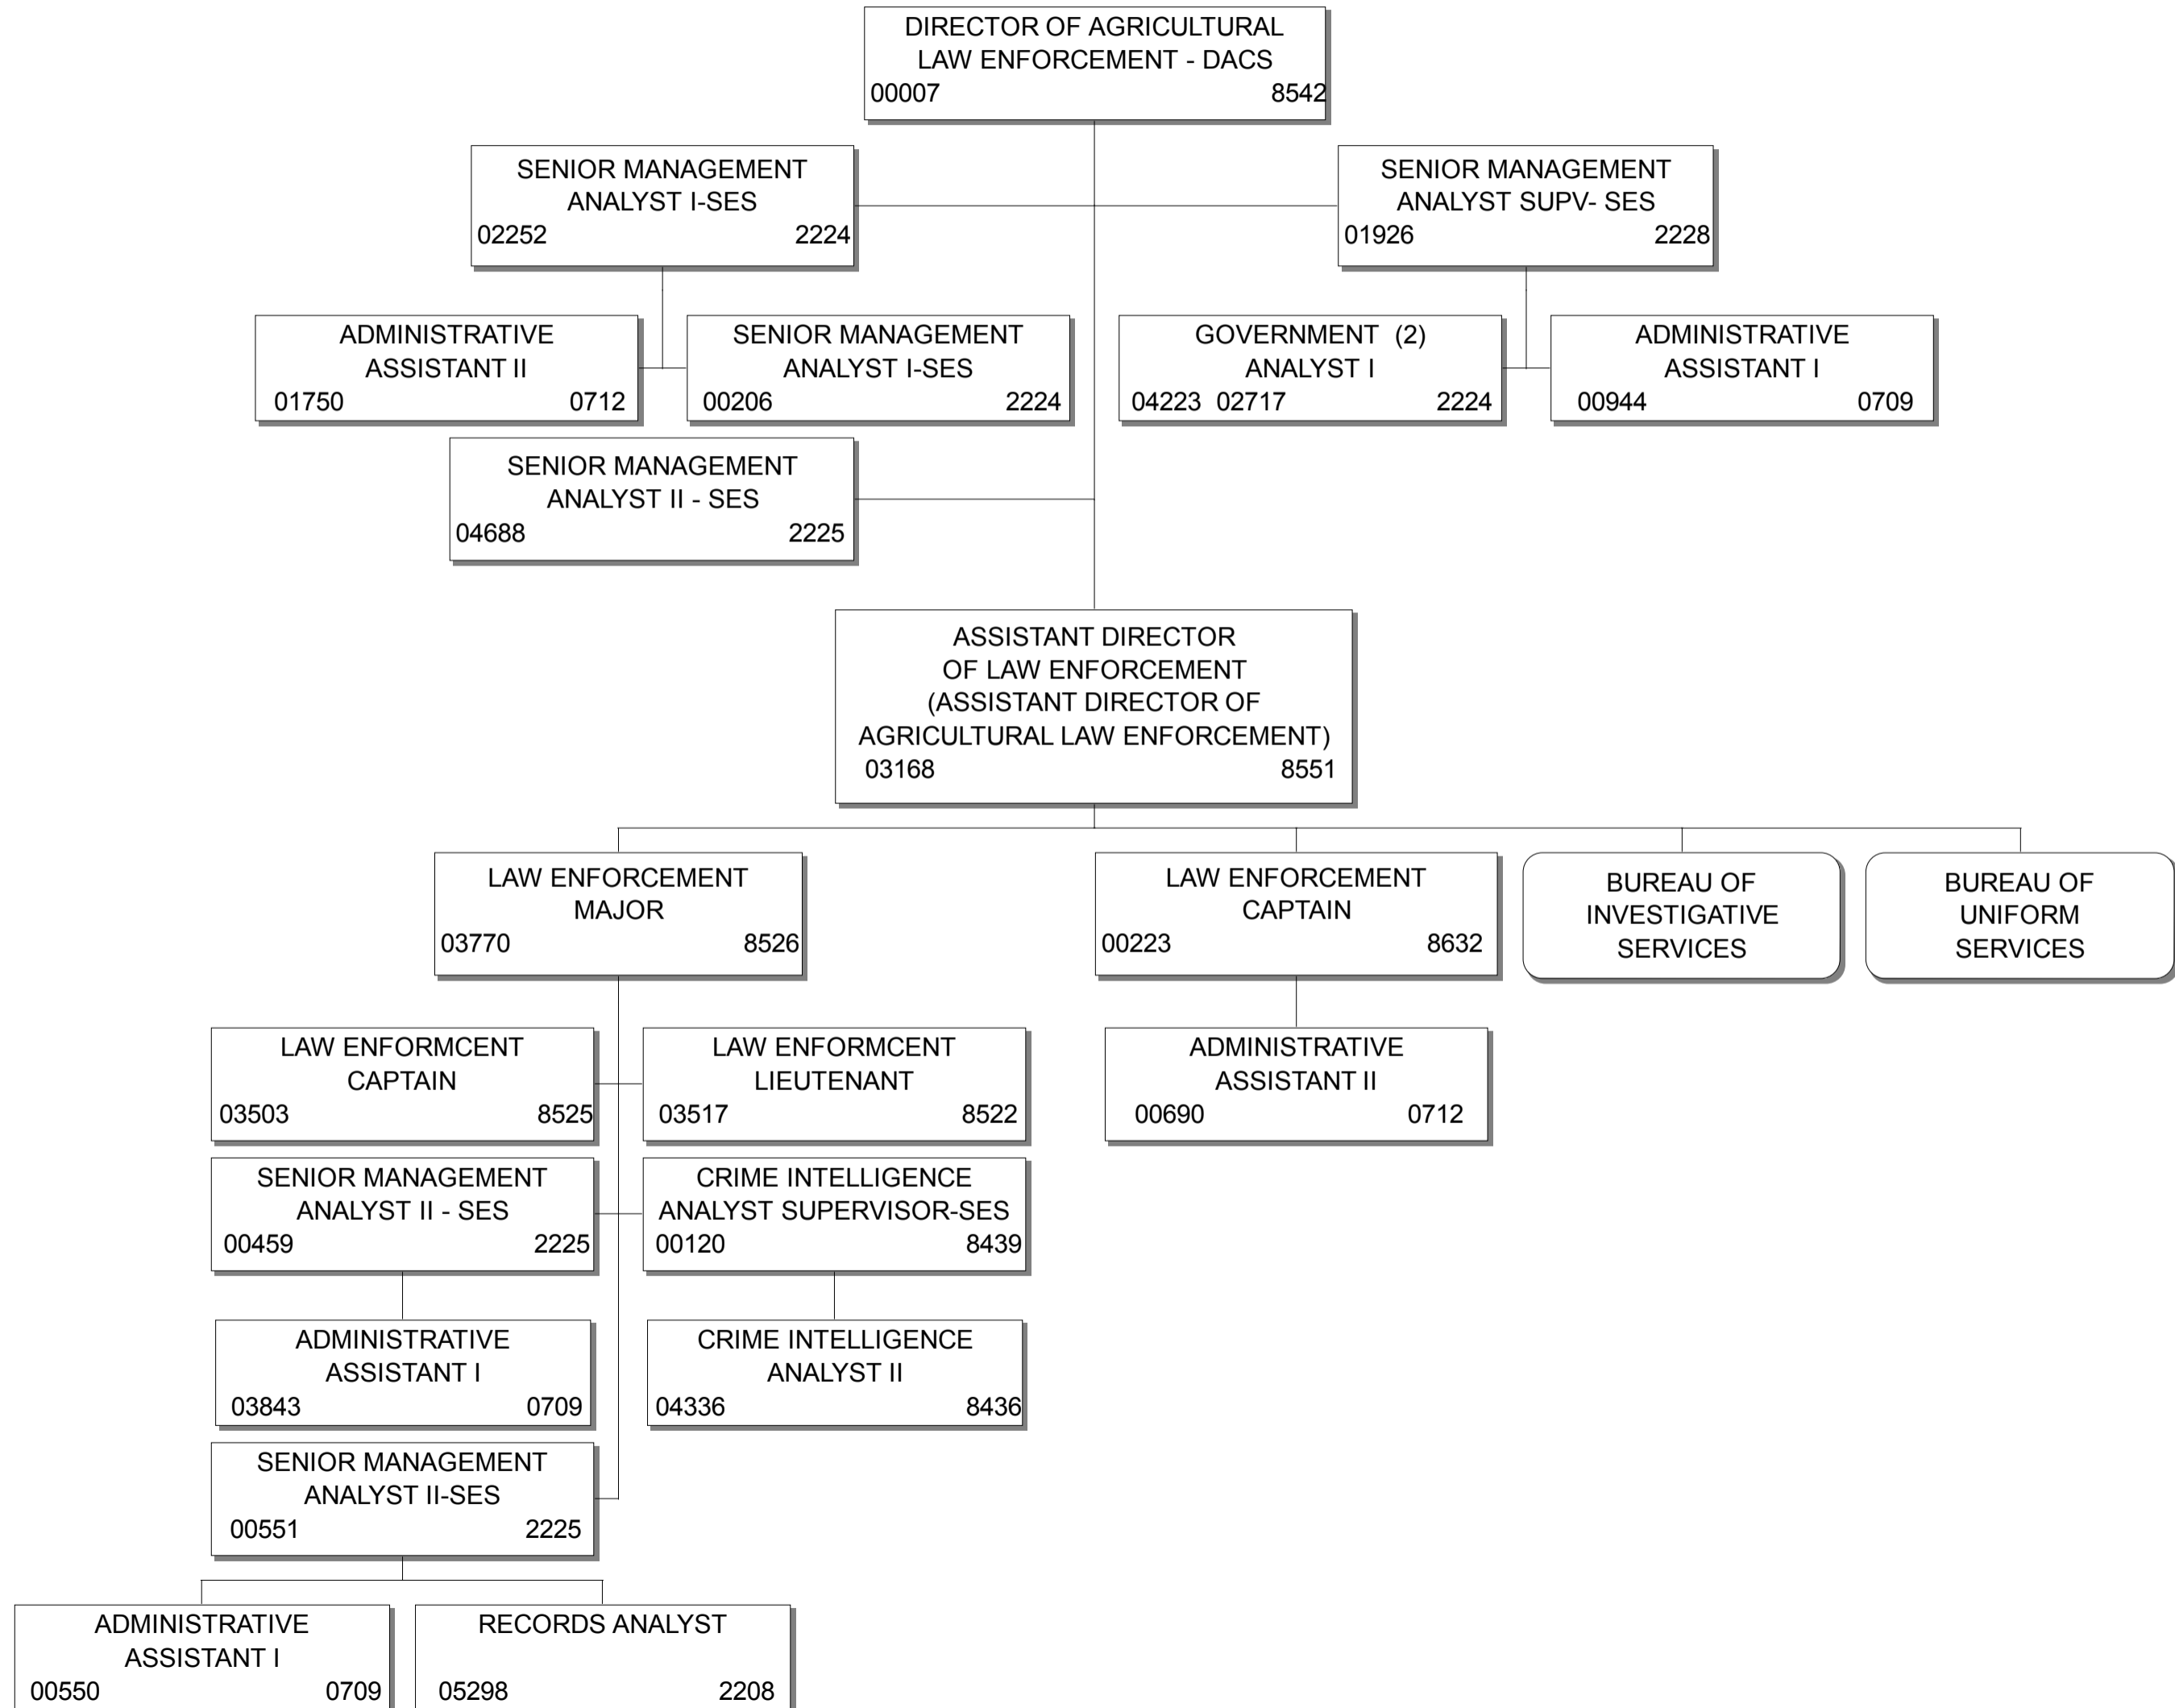 DIRECTOR OF AGRICULTURAL
LAW ENFORCEMENT - DACS
00007 8542
SENIOR MANAGEMENT
ANALYST I-SES
02252 2224
SENIOR MANAGEMENT
ANALYST SUPV- SES
01926 2228
ADMINISTRATIVE
ASSISTANT II
01750 0712
SENIOR MANAGEMENT
ANALYST I-SES
00206 2224
GOVERNMENT (2)
ANALYST I
04223 02717 2224
ADMINISTRATIVE
ASSISTANT I
00944 0709
SENIOR MANAGEMENT
ANALYST II - SES
04688 2225
ASSISTANT DIRECTOR
OF LAW ENFORCEMENT
(ASSISTANT DIRECTOR OF
AGRICULTURAL LAW ENFORCEMENT)
03168 8551
LAW ENFORCEMENT
MAJOR
03770 8526
LAW ENFORCEMENT
CAPTAIN
00223 8632
BUREAU OF
INVESTIGATIVE
SERVICES
BUREAU OF
UNIFORM
SERVICES
LAW ENFORMCENT
CAPTAIN
03503 8525
LAW ENFORMCENT
LIEUTENANT
03517 8522
ADMINISTRATIVE
ASSISTANT II
00690 0712
SENIOR MANAGEMENT
ANALYST II - SES
00459 2225
CRIME INTELLIGENCE
ANALYST SUPERVISOR-SES
00120 8439
ADMINISTRATIVE
ASSISTANT I
03843 0709
CRIME INTELLIGENCE
ANALYST II
04336 8436
SENIOR MANAGEMENT
ANALYST II-SES
00551 2225
ADMINISTRATIVE
ASSISTANT I
00550 0709
RECORDS ANALYST
05298 2208